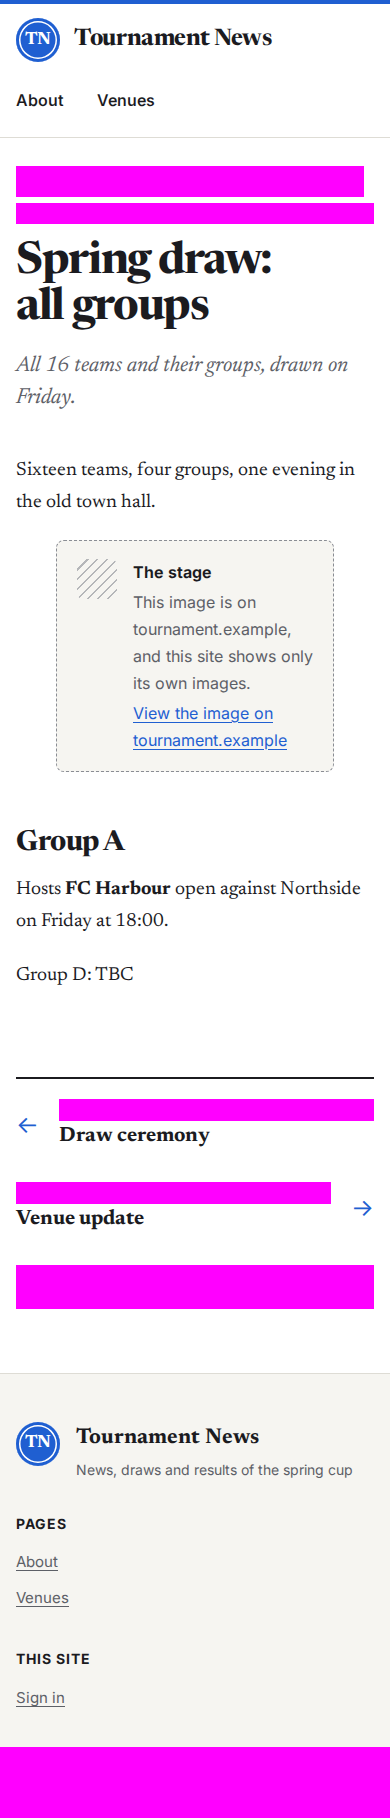 TN Tournament News
About Venues
Spring draw:
all groups
All 16 teams and their groups, drawn on
Friday.
Sixteen teams, four groups, one evening in
the old town hall.
The stage
This image is on
tournament.example,
and this site shows only
its own images.
View the image on
tournament.example
Group A
Hosts FC Harbour open against Northside
on Friday at 18:00.
Group D: TBC
← Draw ceremony
Venue update →
TN Tournament News
News, draws and results of the spring cup
PAGES
About
Venues
THIS SITE
Sign in